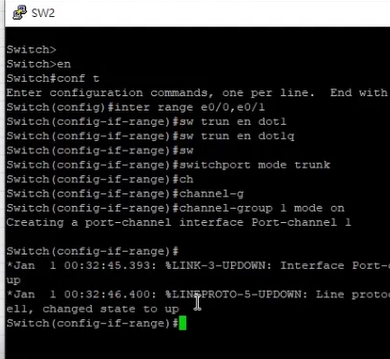 SW2
Switch>
Switch>en
Switch#conf t
Enter configuration commands, one per line.  End with
Switch(config)#inter range e0/0,e0/1
Switch(config-if-range)#sw trun en dot1
Switch(config-if-range)#sw trun en dot1q
Switch(config-if-range)#sw
Switch(config-if-range)#switchport mode trunk
Switch(config-if-range)#ch
Switch(config-if-range)#channel-g
Switch(config-if-range)#channel-group 1 mode on
Creating a port-channel interface Port-channel 1
Switch(config-if-range)#
*Jan  1 00:32:45.393: %LINK-3-UPDOWN: Interface Port-
up
*Jan  1 00:32:46.400: %LINEPROTO-5-UPDOWN: Line proto
ell, changed state to up
Switch(config-if-range)#